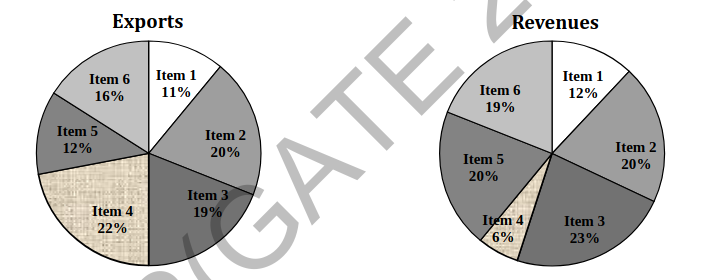 Exports
Item 1
11%
Item 2
20%
Item 3
19%
Item 4
22%
Item 5
12%
Item 6
16%
Revenues
Item 1
12%
Item 2
20%
Item 3
23%
Item 4
6%
Item 5
20%
Item 6
19%
(GATE 2